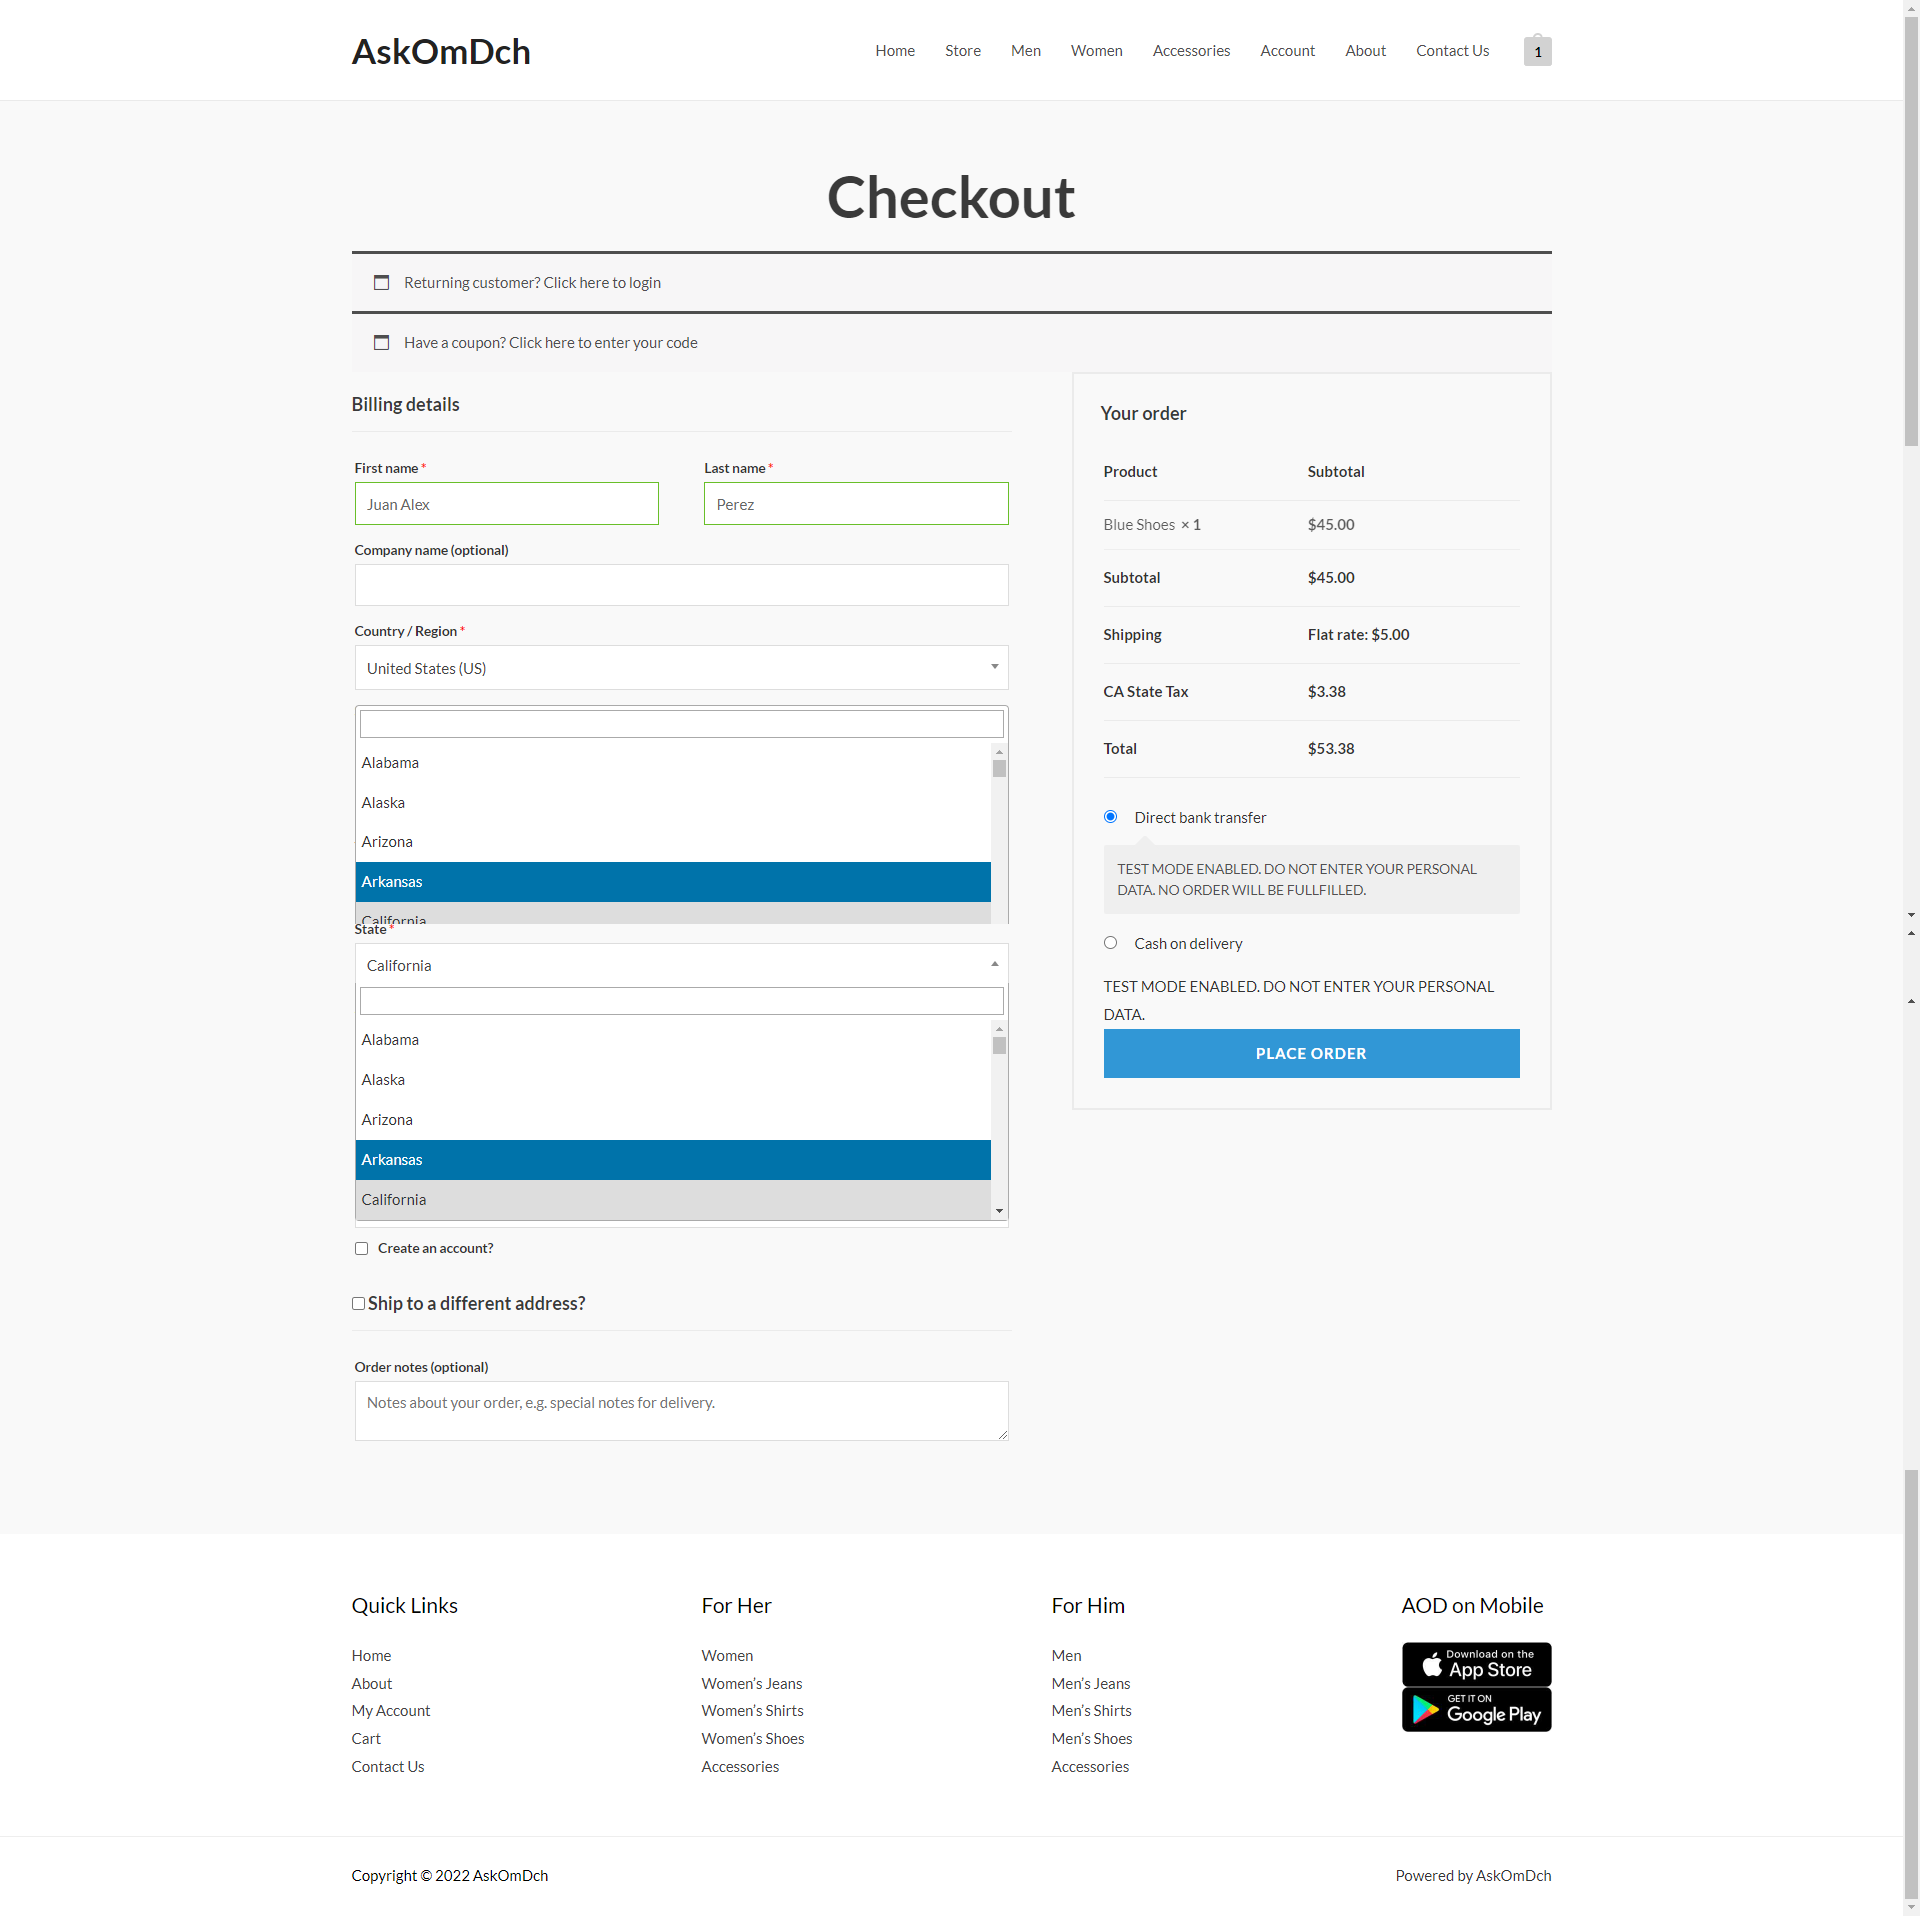 AskOmDch
Home Store Men Women Accessories Account About Contact Us 1
Checkout
Returning customer? Click here to login
Have a coupon? Click here to enter your code
Billing details
First name * Last name *
Juan Alex Perez
Company name (optional)
Country / Region *
United States (US)
Alabama
Alaska
Arizona
Arkansas
California
State *
California
Alabama
Alaska
Arizona
Arkansas
California
Create an account?
Ship to a different address?
Order notes (optional)
Notes about your order, e.g. special notes for delivery.
Your order
Product Subtotal
Blue Shoes × 1 $45.00
Subtotal $45.00
Shipping Flat rate: $5.00
CA State Tax $3.38
Total $53.38
Direct bank transfer
TEST MODE ENABLED. DO NOT ENTER YOUR PERSONAL
DATA. NO ORDER WILL BE FULLFILLED.
Cash on delivery
TEST MODE ENABLED. DO NOT ENTER YOUR PERSONAL
DATA.
PLACE ORDER
Quick Links
Home
About
My Account
Cart
Contact Us
For Her
Women
Women’s Jeans
Women’s Shirts
Women’s Shoes
Accessories
For Him
Men
Men’s Jeans
Men’s Shirts
Men’s Shoes
Accessories
AOD on Mobile
Download on the
App Store
GET IT ON
Google Play
Copyright © 2022 AskOmDch
Powered by AskOmDch